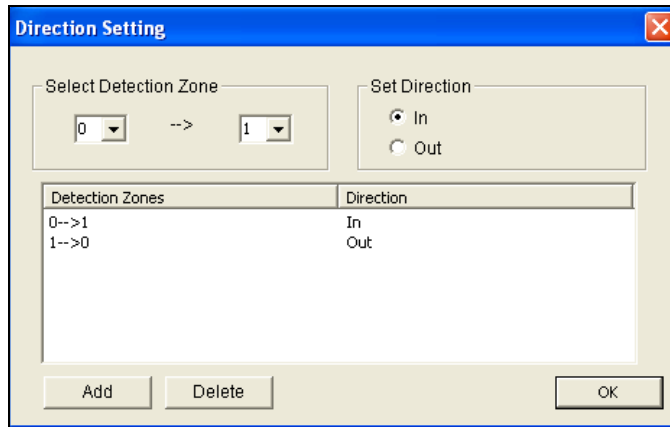 Direction Setting
Select Detection Zone
0 --> 1
Set Direction
In
Out
Detection Zones Direction
0-->1 In
1-->0 Out
Add Delete OK